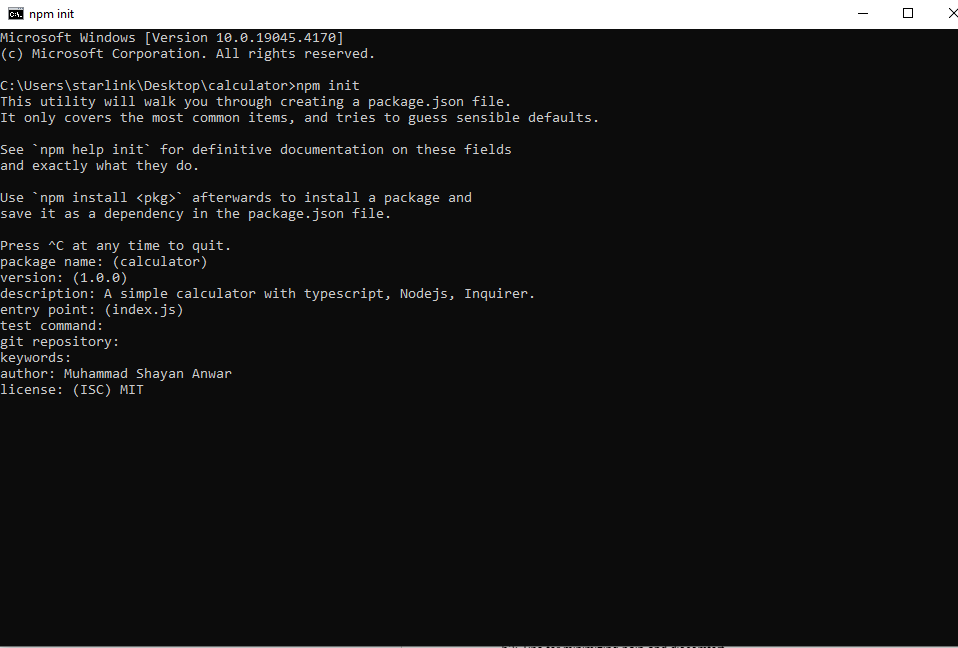 npm init
Microsoft Windows [Version 10.0.19045.4170]
(c) Microsoft Corporation. All rights reserved.
C:\Users\starlink\Desktop\calculator>npm init
This utility will walk you through creating a package.json file.
It only covers the most common items, and tries to guess sensible defaults.
See `npm help init` for definitive documentation on these fields
and exactly what they do.
Use `npm install <pkg>` afterwards to install a package and
save it as a dependency in the package.json file.
Press ^C at any time to quit.
package name: (calculator)
version: (1.0.0)
description: A simple calculator with typescript, Nodejs, Inquirer.
entry point: (index.js)
test command:
git repository:
keywords:
author: Muhammad Shayan Anwar
license: (ISC) MIT